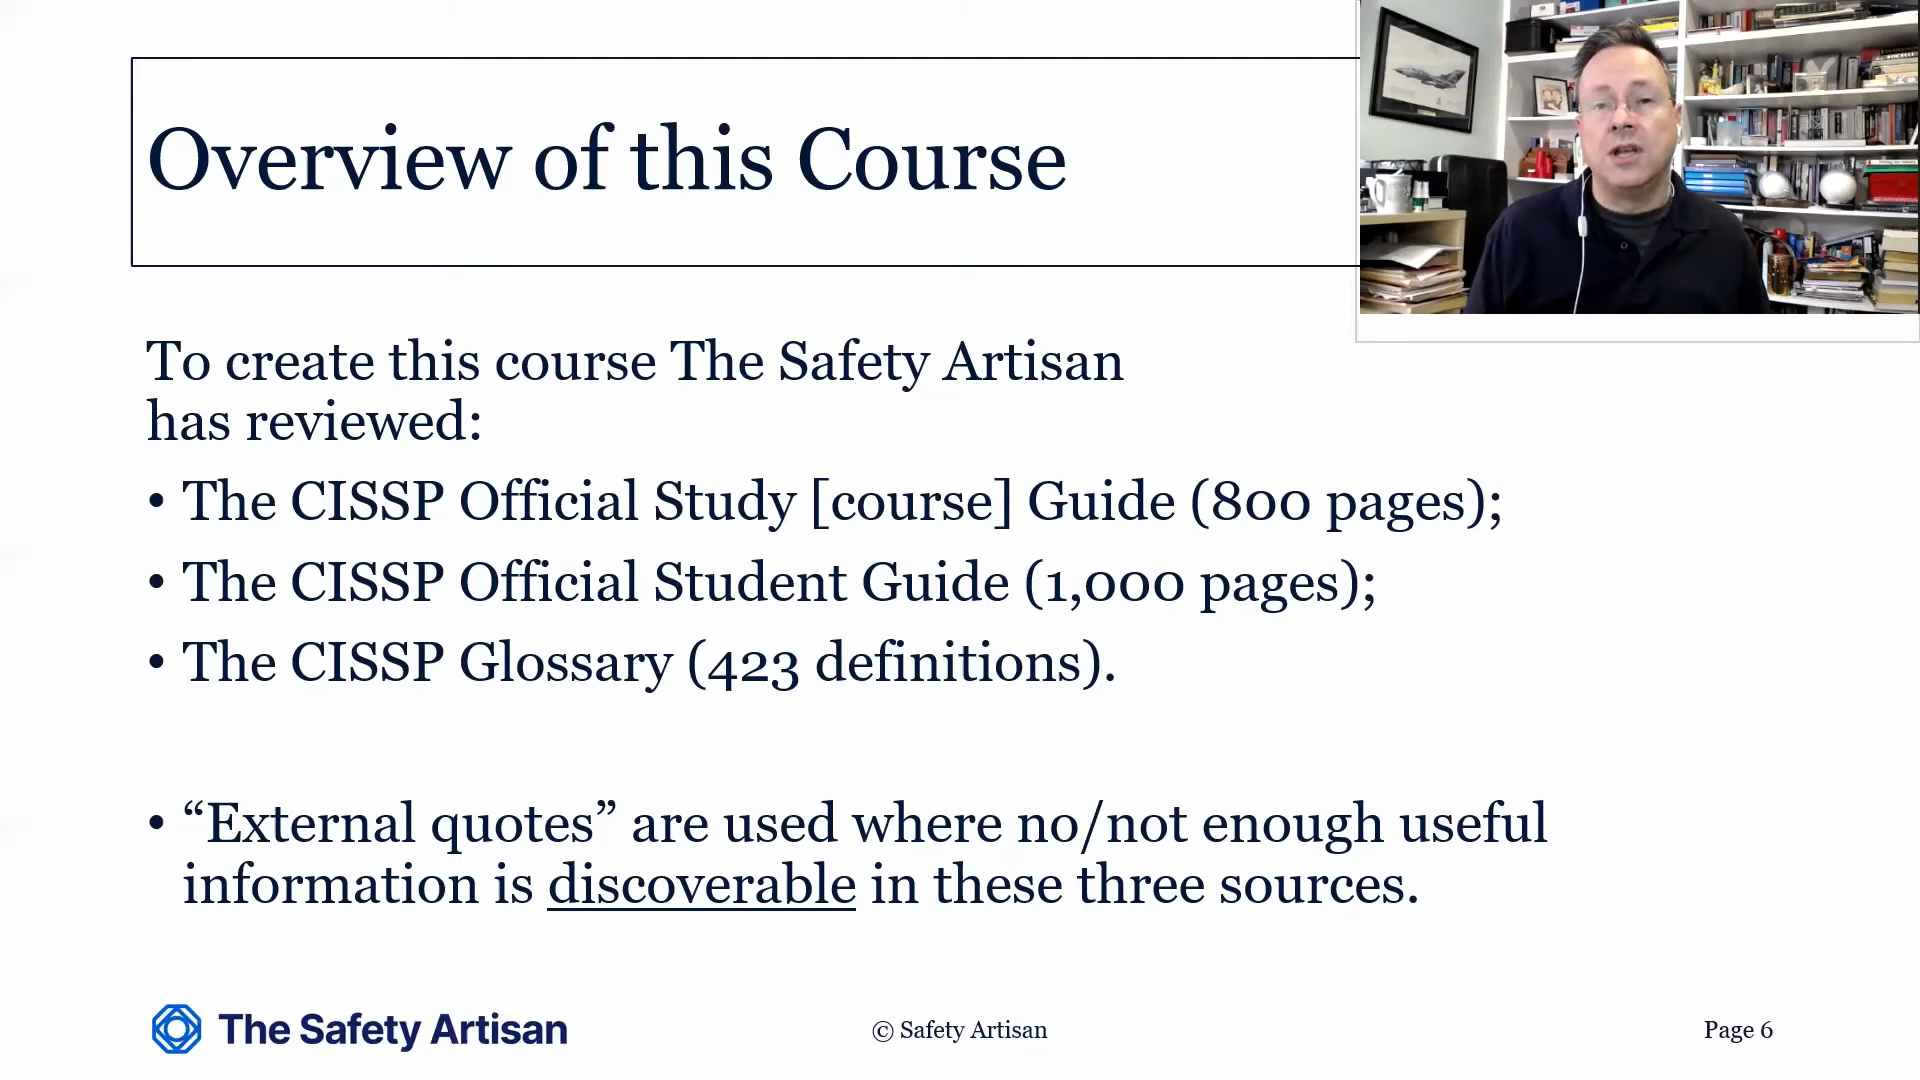 Overview of this Course
To create this course The Safety Artisan
has reviewed:
• The CISSP Official Study [course] Guide (800 pages);
• The CISSP Official Student Guide (1,000 pages);
• The CISSP Glossary (423 definitions).
• “External quotes” are used where no/not enough useful
information is discoverable in these three sources.
The Safety Artisan
© Safety Artisan
Page 6